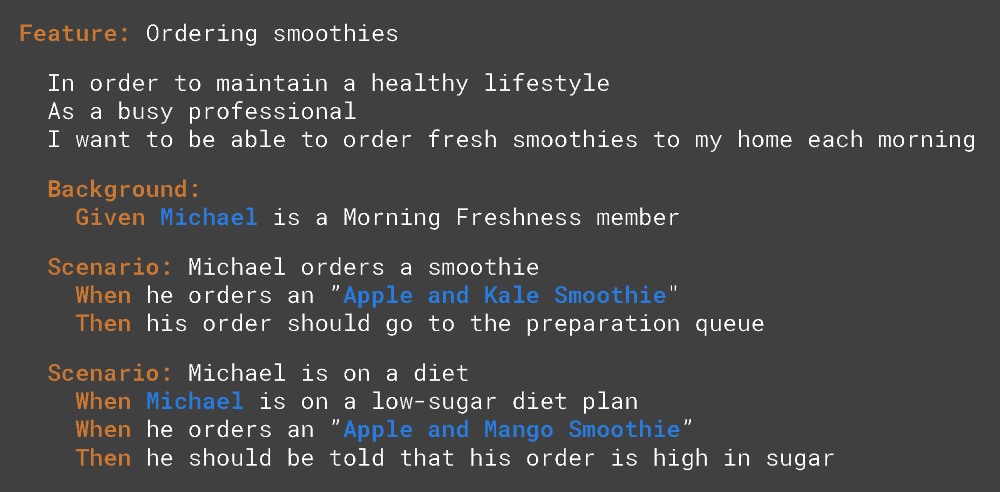 Feature: Ordering smoothies
In order to maintain a healthy lifestyle
As a busy professional
I want to be able to order fresh smoothies to my home each morning
Background:
Given Michael is a Morning Freshness member
Scenario: Michael orders a smoothie
When he orders an ”Apple and Kale Smoothie"
Then his order should go to the preparation queue
Scenario: Michael is on a diet
When Michael is on a low-sugar diet plan
When he orders an ”Apple and Mango Smoothie”
Then he should be told that his order is high in sugar